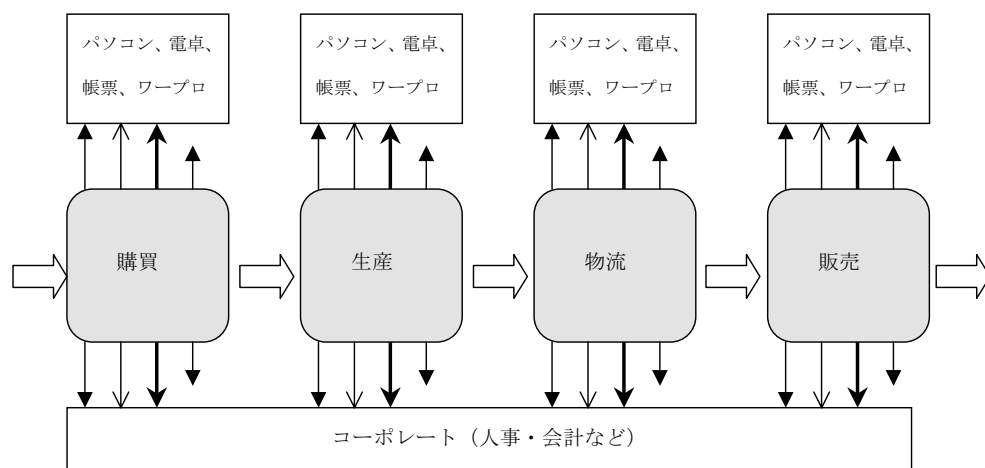 パソコン、電卓、
帳票、ワープロ
パソコン、電卓、
帳票、ワープロ
パソコン、電卓、
帳票、ワープロ
パソコン、電卓、
帳票、ワープロ
購買
生産
物流
販売
コーポレート（人事・会計など）